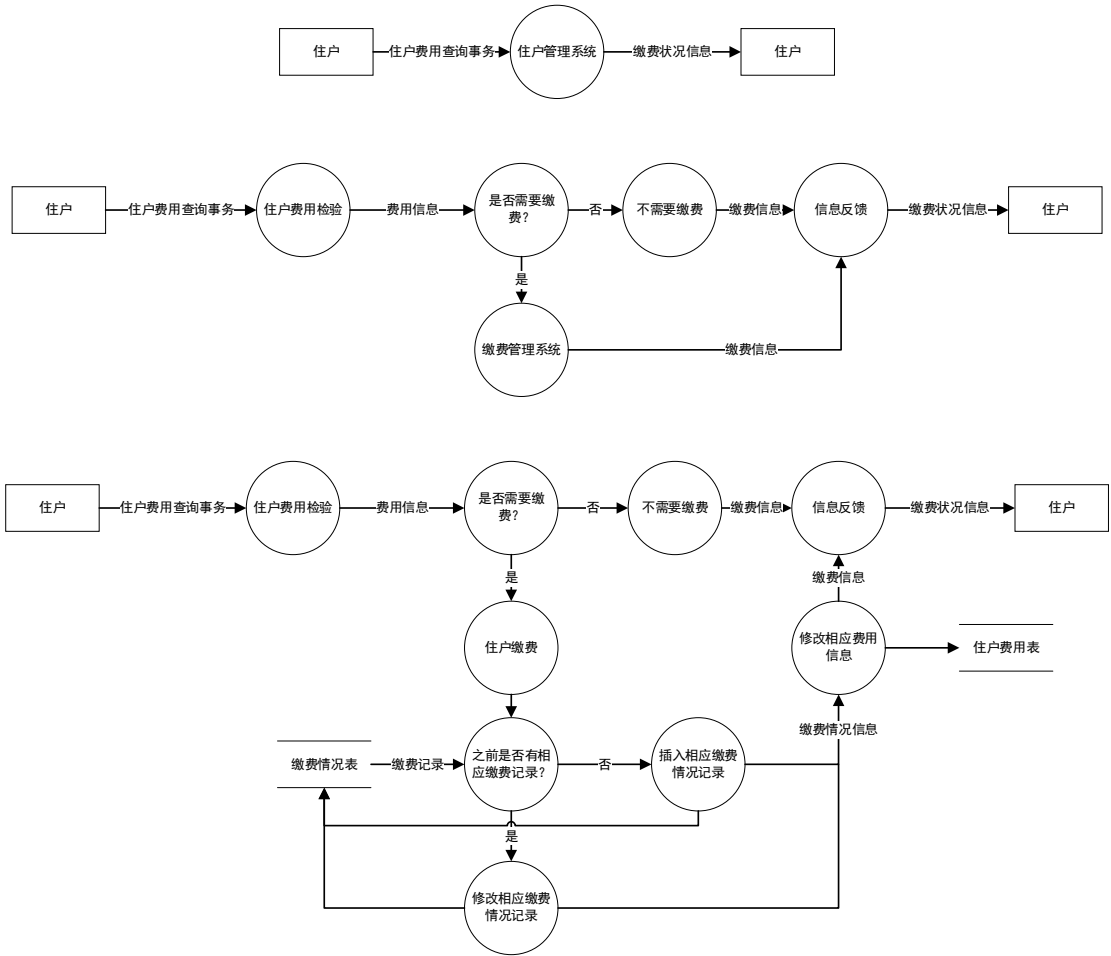 住户
住户费用查询事务
住户管理系统
缴费状况信息
住户
住户
住户费用查询事务
住户费用检验
费用信息
是否需要缴
费？
否
不需要缴费
缴费信息
信息反馈
缴费状况信息
住户
是
缴费管理系统
缴费信息
住户
住户费用查询事务
住户费用检验
费用信息
是否需要缴
费？
否
不需要缴费
缴费信息
信息反馈
缴费状况信息
住户
是
缴费信息
住户缴费
修改相应费用
信息
住户费用表
缴费情况信息
缴费情况表
缴费记录
之前是否有相
应缴费记录？
否
插入相应缴费
情况记录
是
修改相应缴费
情况记录